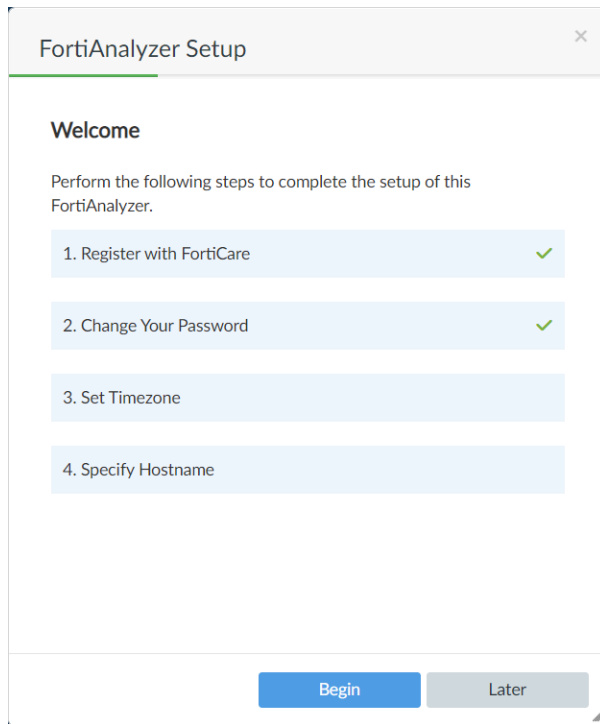 FortiAnalyzer Setup
Welcome
Perform the following steps to complete the setup of this
FortiAnalyzer.
1. Register with FortiCare
2. Change Your Password
3. Set Timezone
4. Specify Hostname
Begin
Later